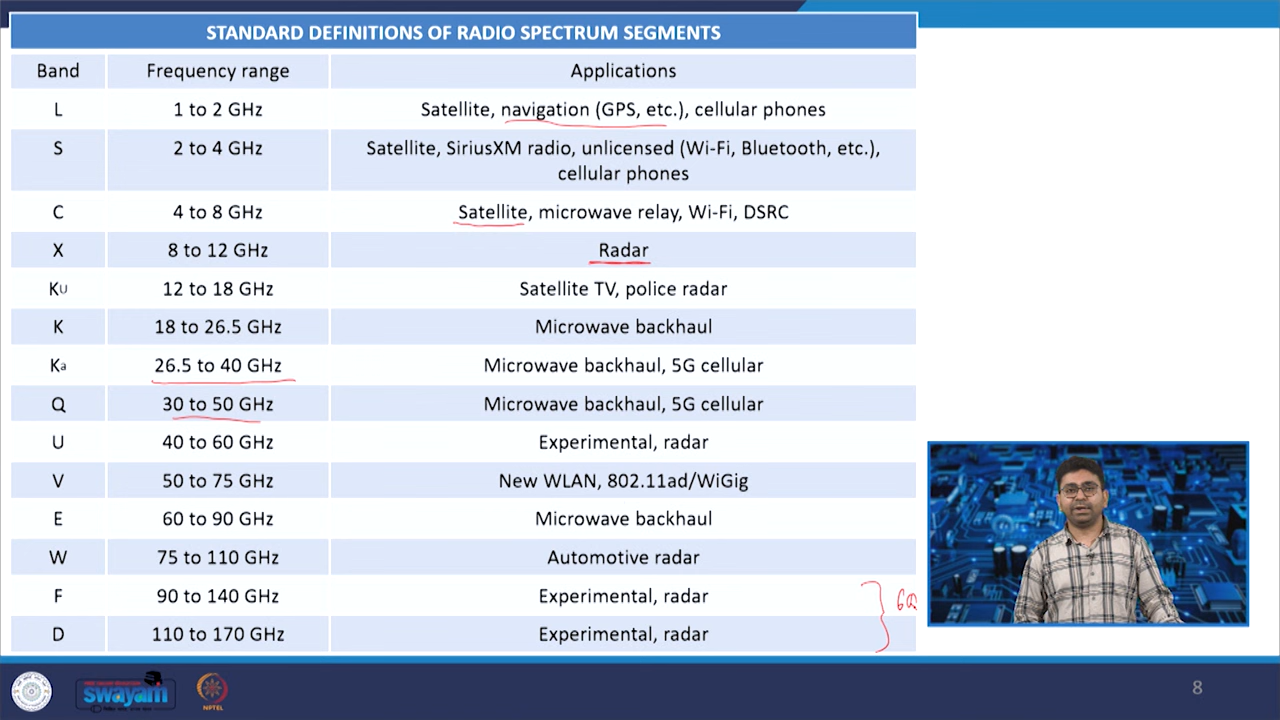 STANDARD DEFINITIONS OF RADIO SPECTRUM SEGMENTS
Band Frequency range Applications
L 1 to 2 GHz Satellite, navigation (GPS, etc.), cellular phones
S 2 to 4 GHz Satellite, SiriusXM radio, unlicensed (Wi-Fi, Bluetooth, etc.),
cellular phones
C 4 to 8 GHz Satellite, microwave relay, Wi-Fi, DSRC
X 8 to 12 GHz Radar
KU 12 to 18 GHz Satellite TV, police radar
K 18 to 26.5 GHz Microwave backhaul
Ka 26.5 to 40 GHz Microwave backhaul, 5G cellular
Q 30 to 50 GHz Microwave backhaul, 5G cellular
U 40 to 60 GHz Experimental, radar
V 50 to 75 GHz New WLAN, 802.11ad/WiGig
E 60 to 90 GHz Microwave backhaul
W 75 to 110 GHz Automotive radar
F 90 to 140 GHz Experimental, radar
D 110 to 170 GHz Experimental, radar
swayam
NPTEL
8